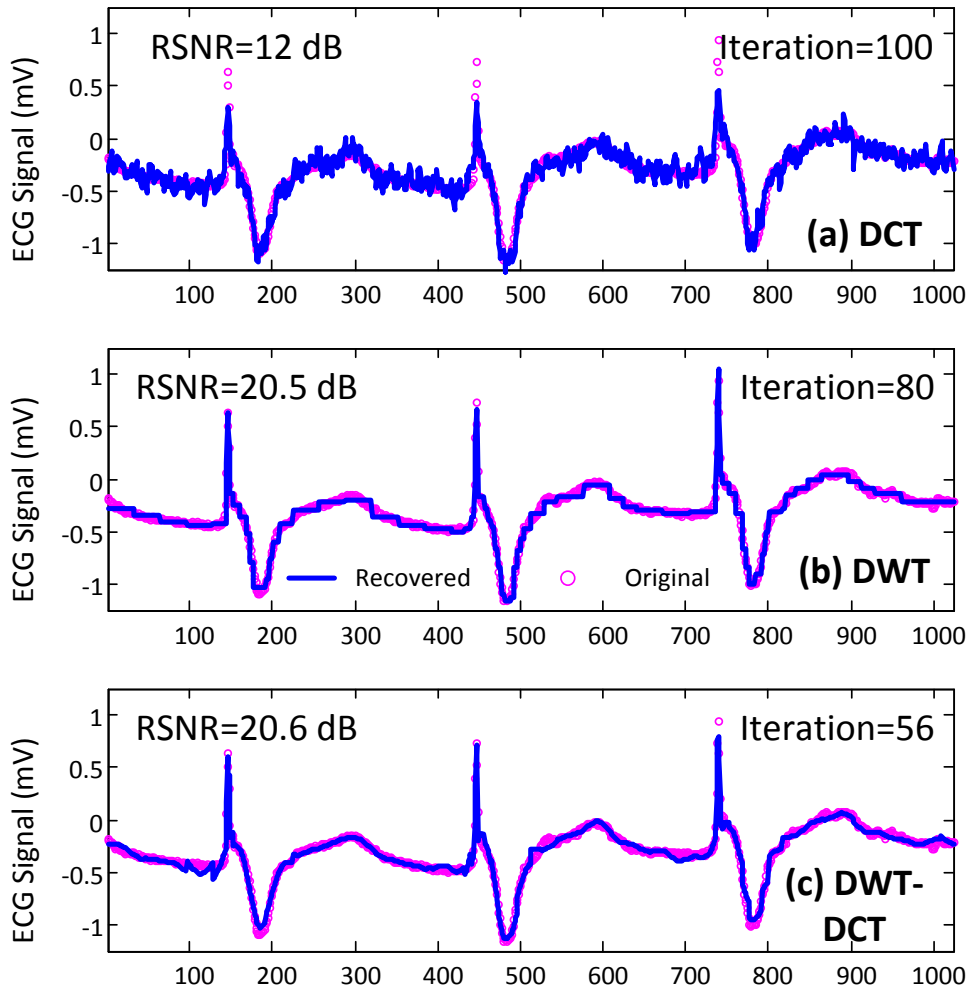 RSNR=12 dB
Iteration=100
ECG Signal (mV)
1
0.5
0
-0.5
-1
(a) DCT
100 200 300 400 500 600 700 800 900 1000
RSNR=20.5 dB
Iteration=80
ECG Signal (mV)
1
0.5
0
-0.5
-1
Recovered
Original
(b) DWT
100 200 300 400 500 600 700 800 900 1000
RSNR=20.6 dB
Iteration=56
ECG Signal (mV)
1
0.5
0
-0.5
-1
(c) DWT-
DCT
100 200 300 400 500 600 700 800 900 1000